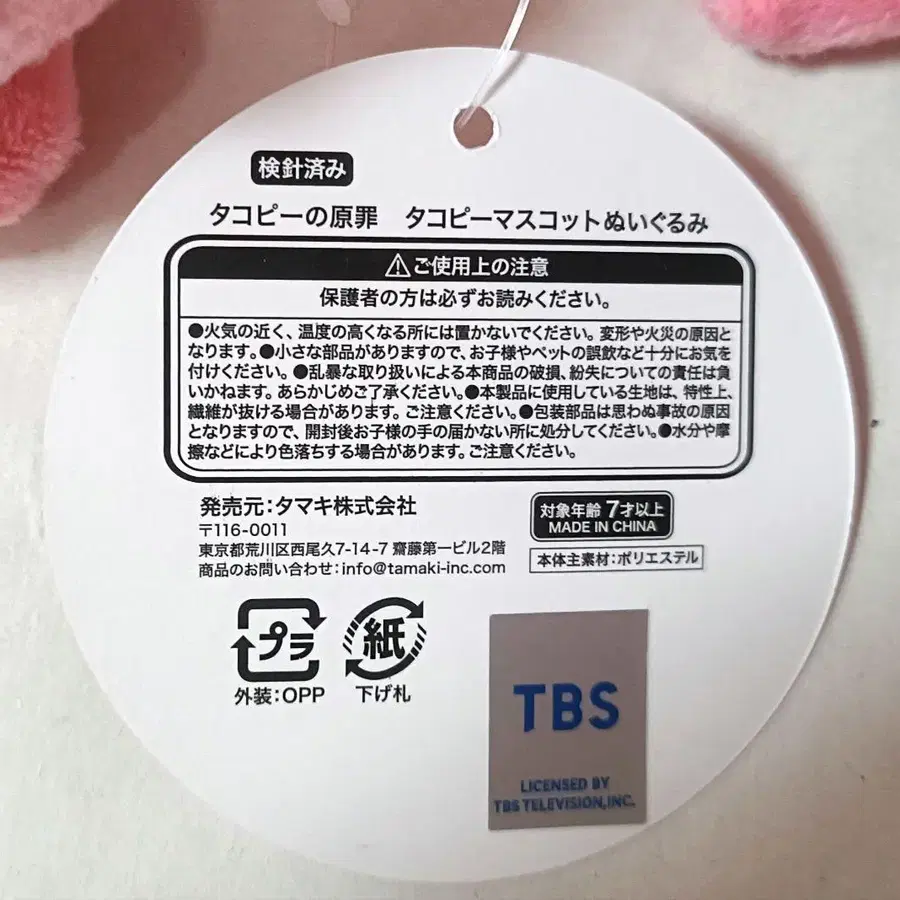 検針済み
タコピーの原罪　タコピーマスコットぬいぐるみ
⚠ご使用上の注意
保護者の方は必ずお読みください。
●火気の近く、温度の高くなる所には置かないでください。変形や火災の原因と
なります。●小さな部品がありますので、お子様やペットの誤飲など十分にお気を
付けください。●乱暴な取り扱いによる本商品の破損、紛失についての責任は負
いかねます。あらかじめご了承ください。●本製品に使用している生地は、特性上、
繊維が抜ける場合があります。ご注意ください。●包装部品は思わぬ事故の原因
となりますので、開封後お子様の手の届かない所に処分してください。●水分や摩
擦などにより色落ちする場合があります。ご注意ください。
発売元：タマキ株式会社
〒116-0011
東京都荒川区西尾久7-14-7 齋藤第一ビル2階
商品のお問い合わせ：info@tamaki-inc.com
対象年齢 7才以上
MADE IN CHINA
本体主素材：ポリエステル
プラ
外装：OPP
紙
下げ札
TBS
LICENSED BY
TBS TELEVISION,INC.